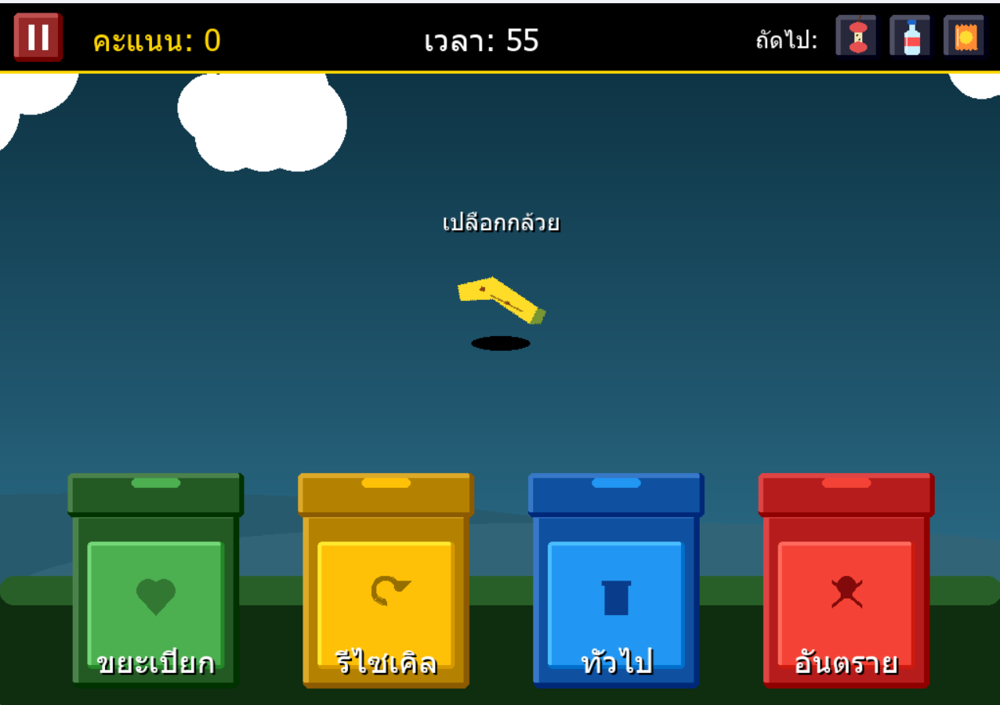 คะแนน: 0
เวลา: 55
ถัดไป:
เปลือกกล้วย
ขยะเปียก
รีไซเคิล
ทั่วไป
อันตราย